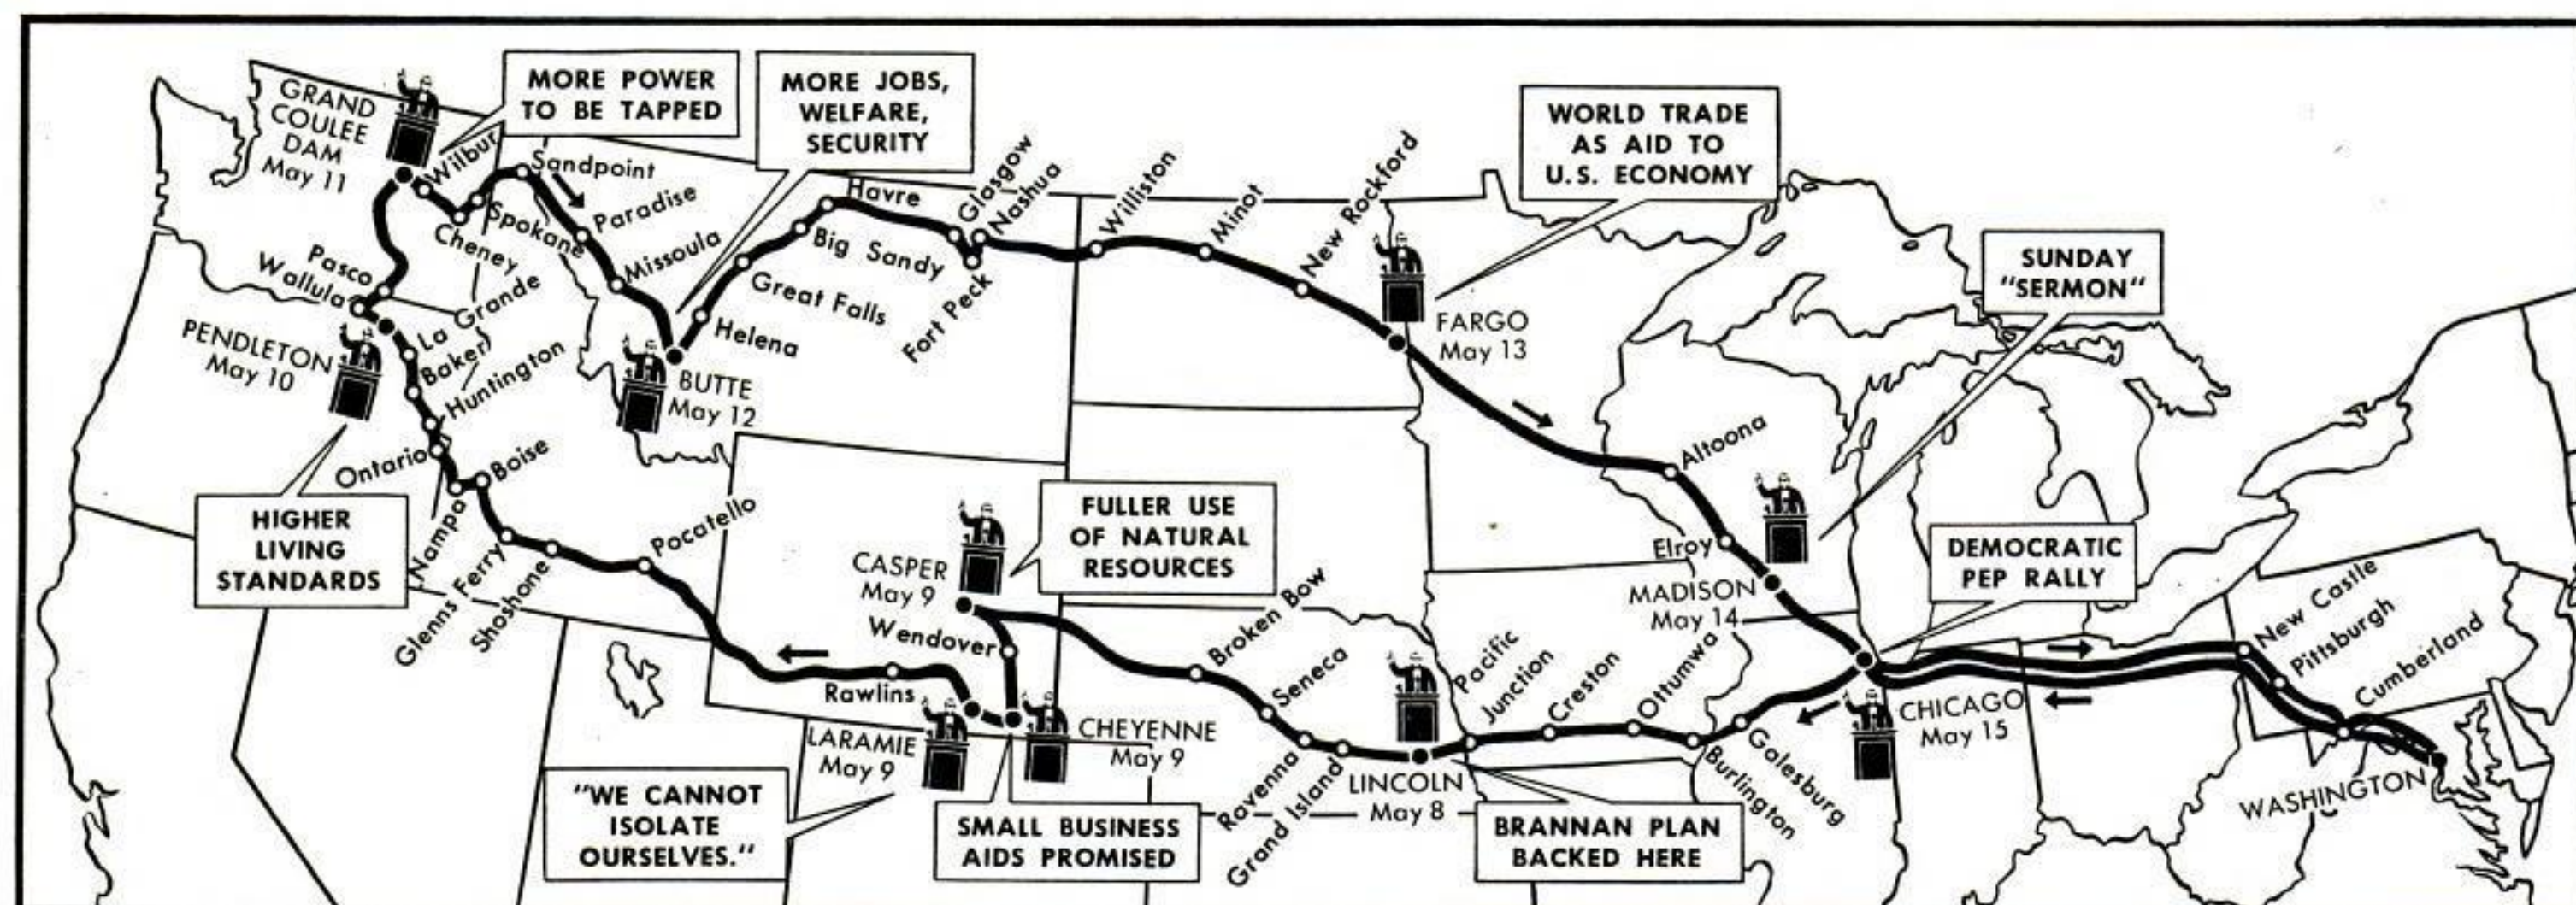 GRAND
COULEE
DAM
May 11
MORE POWER
TO BE TAPPED
MORE JOBS,
WELFARE,
SECURITY
WORLD TRADE
AS AID TO
U.S. ECONOMY
SUNDAY
"SERMON"
Wilbur
Sandpoint
Cheney
Spokane
Paradise
Missoula
Havre
Big Sandy
Great Falls
Helena
Glasgow
Nashua
Fort Peck
Williston
Minot
New Rockford
FARGO
May 13
Pasco
Wallula
PENDLETON
May 10
La Grande
Baker
Huntington
BUTTE
May 12
Ontario
Boise
Nampa
HIGHER
LIVING
STANDARDS
Glenns Ferry
Shoshone
Pocatello
CASPER
May 9
FULLER USE
OF NATURAL
RESOURCES
Wendover
Broken Bow
Seneca
Altoona
Elroy
MADISON
May 14
DEMOCRATIC
PEP RALLY
New Castle
Pittsburgh
Cumberland
Rawlins
LARAMIE
May 9
CHEYENNE
May 9
Ravenna
Grand Island
LINCOLN
May 8
Pacific
Junction
Creston
Ottumwa
Burlington
Galesburg
CHICAGO
May 15
WASHINGTON
"WE CANNOT
ISOLATE
OURSELVES."
SMALL BUSINESS
AIDS PROMISED
BRANNAN PLAN
BACKED HERE